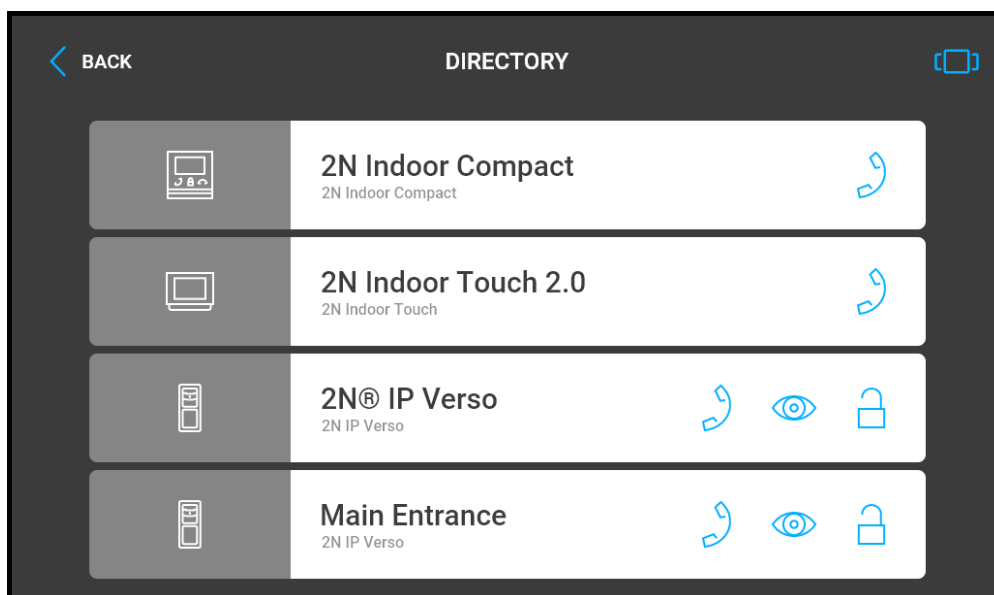 BACK
DIRECTORY
2N Indoor Compact
2N Indoor Compact
2N Indoor Touch 2.0
2N Indoor Touch
2N® IP Verso
2N IP Verso
Main Entrance
2N IP Verso